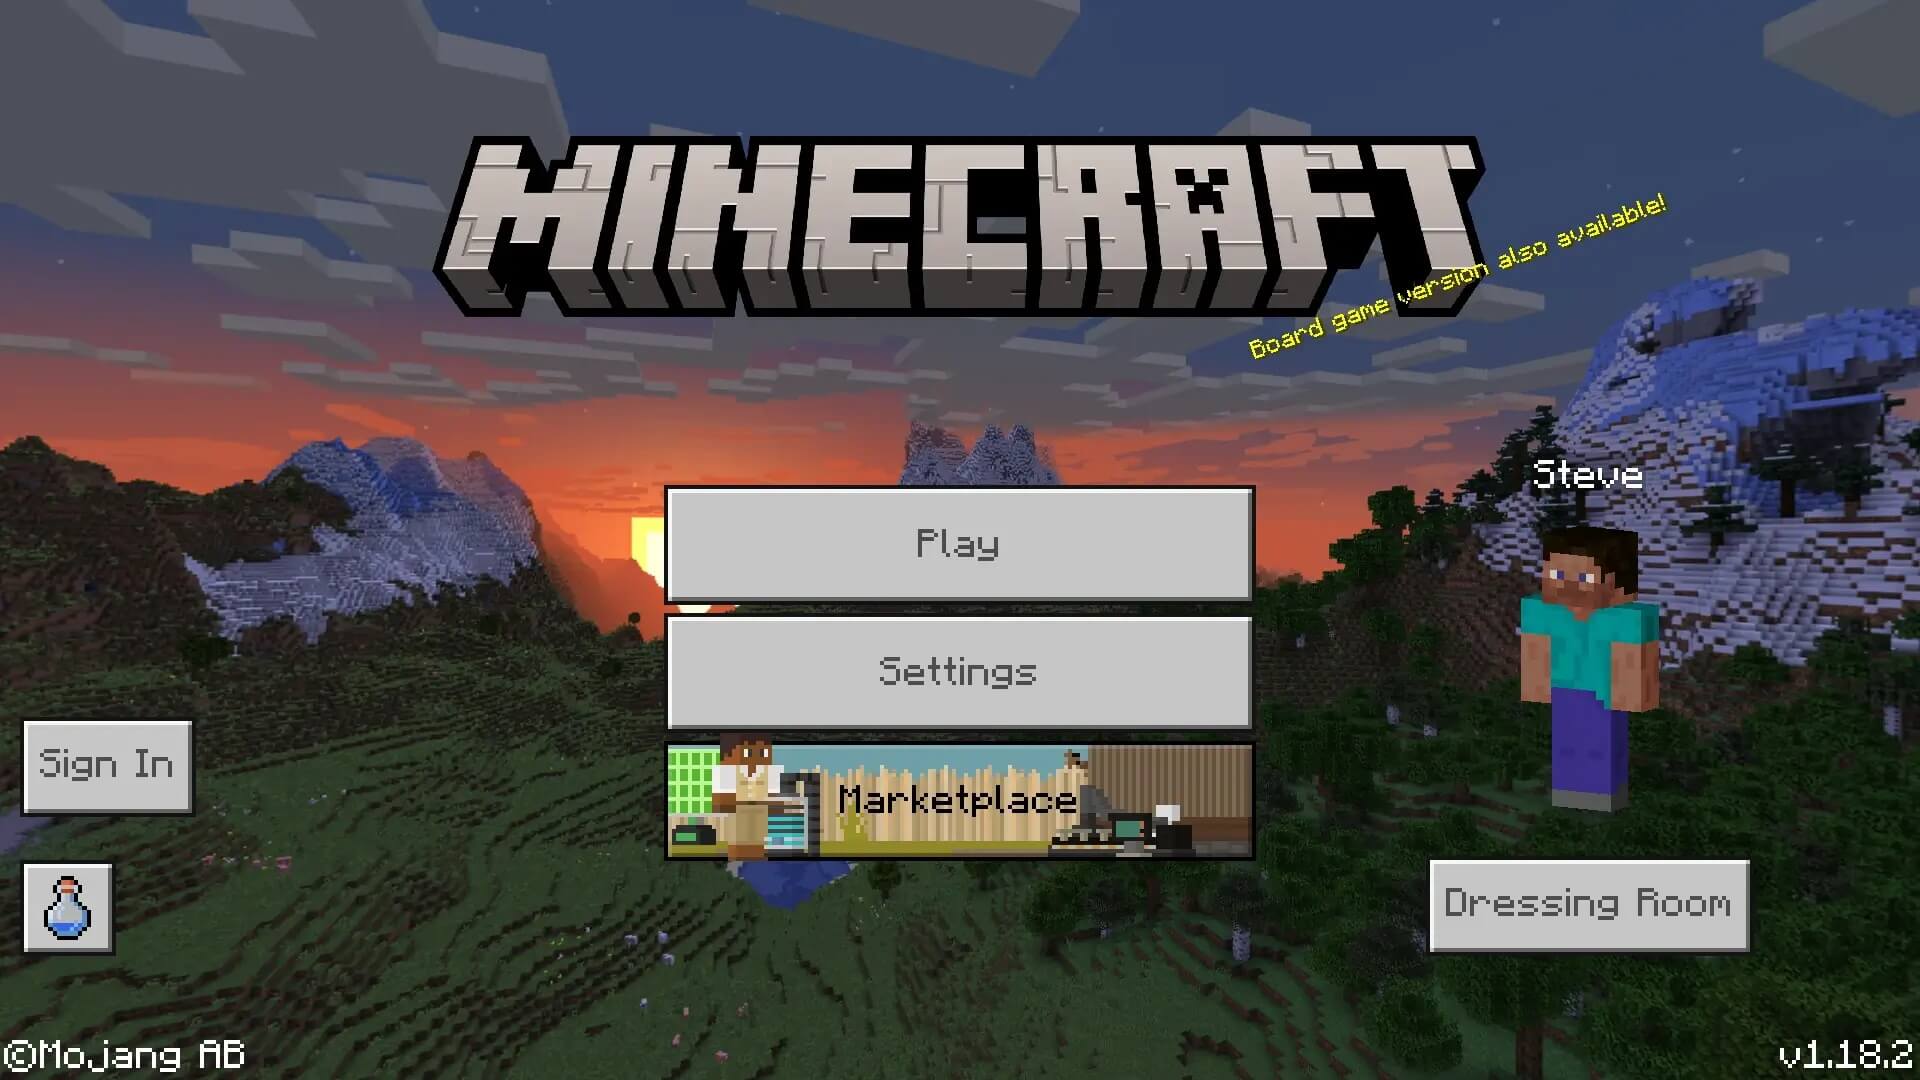 MINECRAFT
Board game version also available!
Steve
Play
Settings
Sign In
Marketplace
Dressing Room
©Mojang AB
v1.18.2